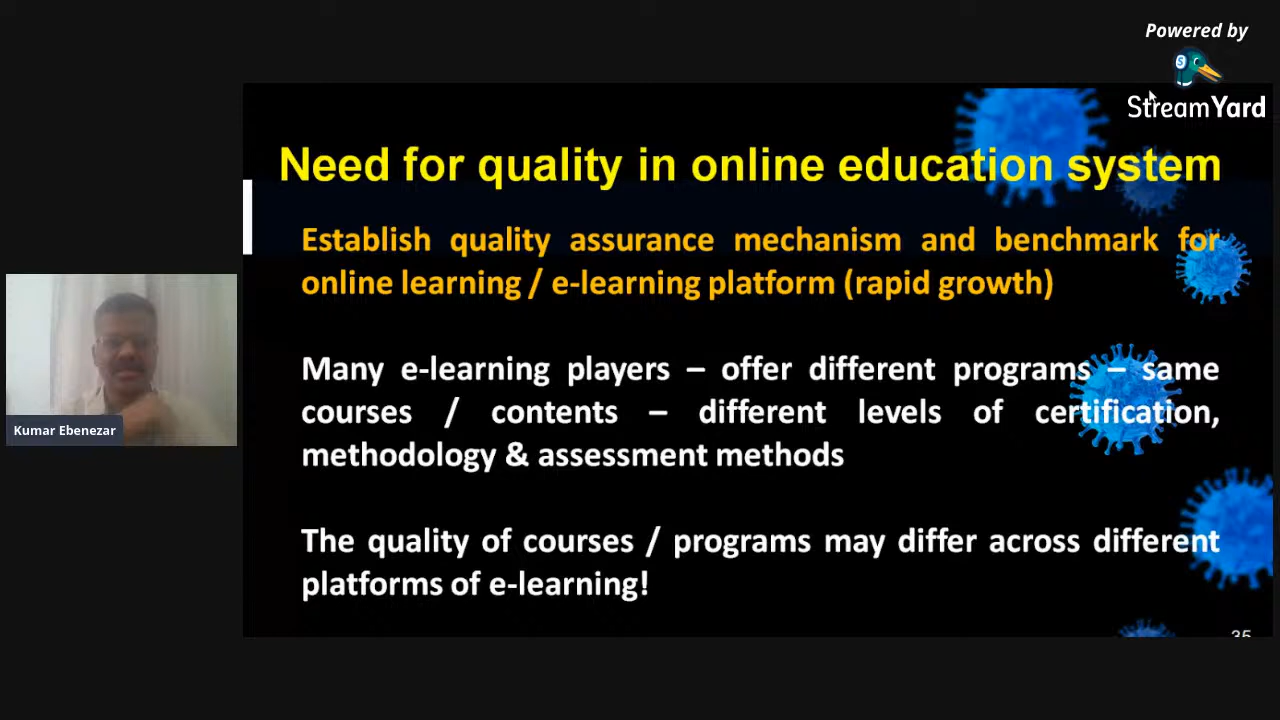 Powered by
StreamYard
Need for quality in online education system
Establish quality assurance mechanism and benchmark for
online learning / e-learning platform (rapid growth)
Many e-learning players – offer different programs – same
courses / contents – different levels of certification,
methodology & assessment methods
Kumar Ebenezar
The quality of courses / programs may differ across different
platforms of e-learning!
35